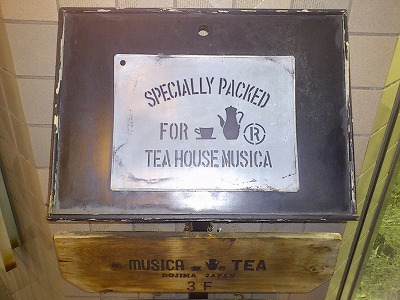 SPECIALLY PACKED
FOR ®
TEA HOUSE MUSICA
MUSICA TEA
DOJIMA JAPAN
3 F